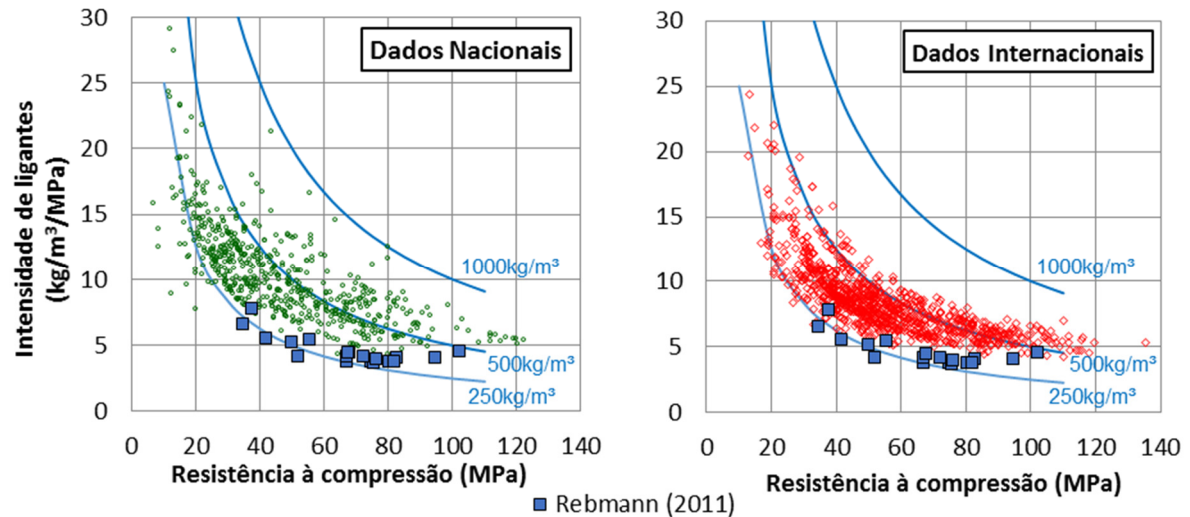 Dados Nacionais
Intensidade de ligantes
(kg/m³/MPa)
30
25
20
15
10
5
0
1000kg/m³
500kg/m³
250kg/m³
0 20 40 60 80 100 120 140
Resistência à compressão (MPa)
Dados Internacionais
30
25
20
15
10
5
0
1000kg/m³
500kg/m³
250kg/m³
0 20 40 60 80 100 120 140
Resistência à compressão (MPa)
Rebmann (2011)